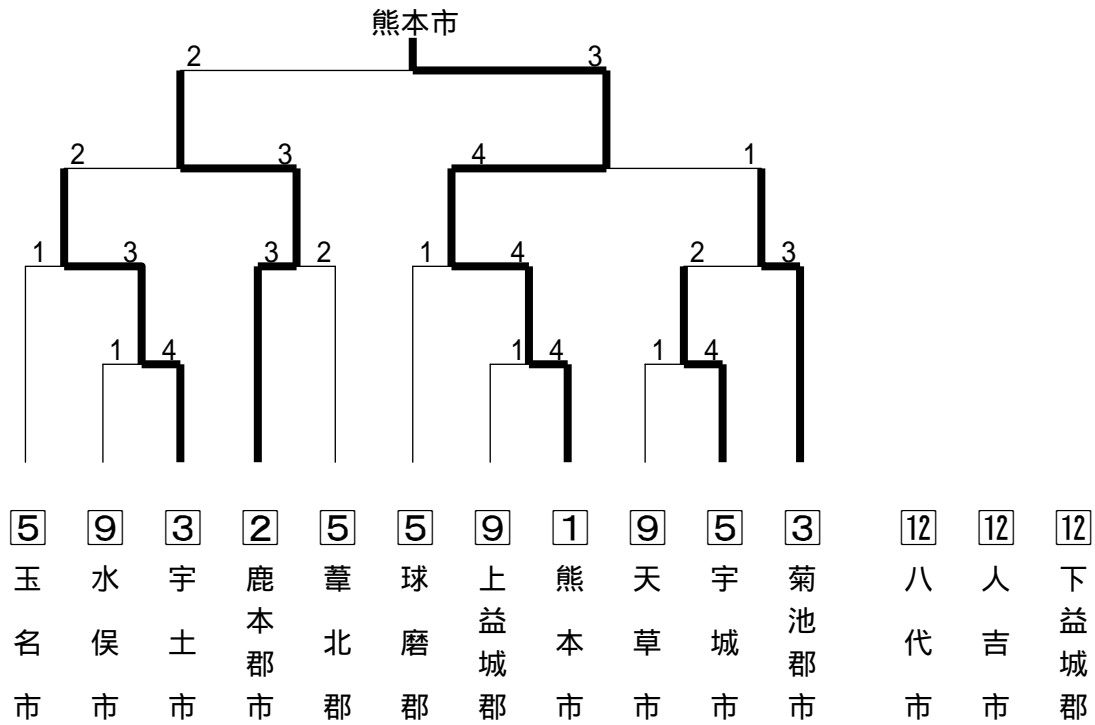 熊本市
2 3
2 3 4 1
1 3 3 2 1 4 2 3
1 4 1 4 1 4
5 9 3 2 5 5 9 1 9 5 3 12 12 12
玉名市
水俣市
宇土市
鹿本郡市
葦北郡
球磨郡
上益城郡
熊本市
天草市
宇城市
菊池郡市
八代市
人吉市
下益城郡